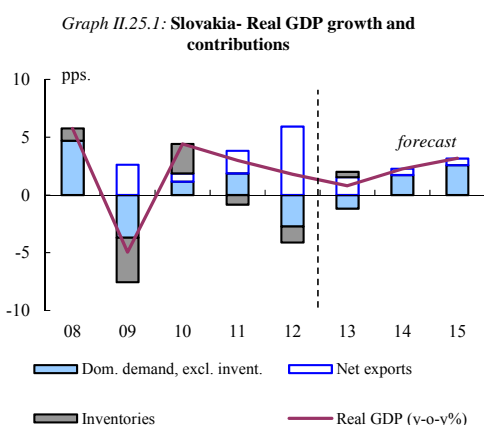 Graph II.25.1: Slovakia- Real GDP growth and
contributions
pps.
10
5
0
-5
-10
forecast
08 09 10 11 12 13 14 15
Dom. demand, excl. invent. Net exports
Inventories Real GDP (y-o-y%)